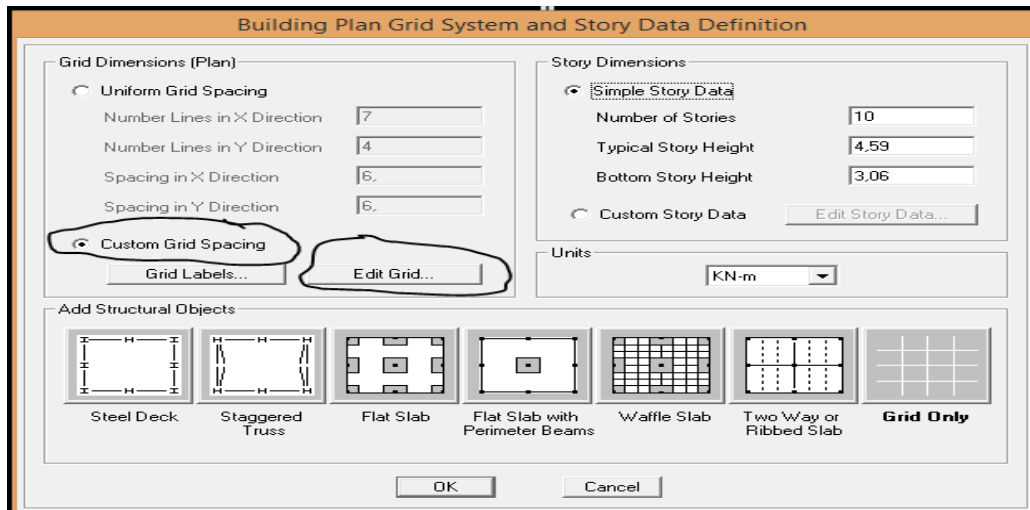 Building Plan Grid System and Story Data Definition
Grid Dimensions (Plan)
Uniform Grid Spacing
Number Lines in X Direction 7
Number Lines in Y Direction 4
Spacing in X Direction 6,
Spacing in Y Direction 6,
Custom Grid Spacing
Grid Labels... Edit Grid...
Story Dimensions
Simple Story Data
Number of Stories 10
Typical Story Height 4,59
Bottom Story Height 3,06
Custom Story Data Edit Story Data...
Units
KN-m
Add Structural Objects
Steel Deck
Staggered
Truss
Flat Slab
Flat Slab with
Perimeter Beams
Waffle Slab
Two Way or
Ribbed Slab
Grid Only
OK Cancel